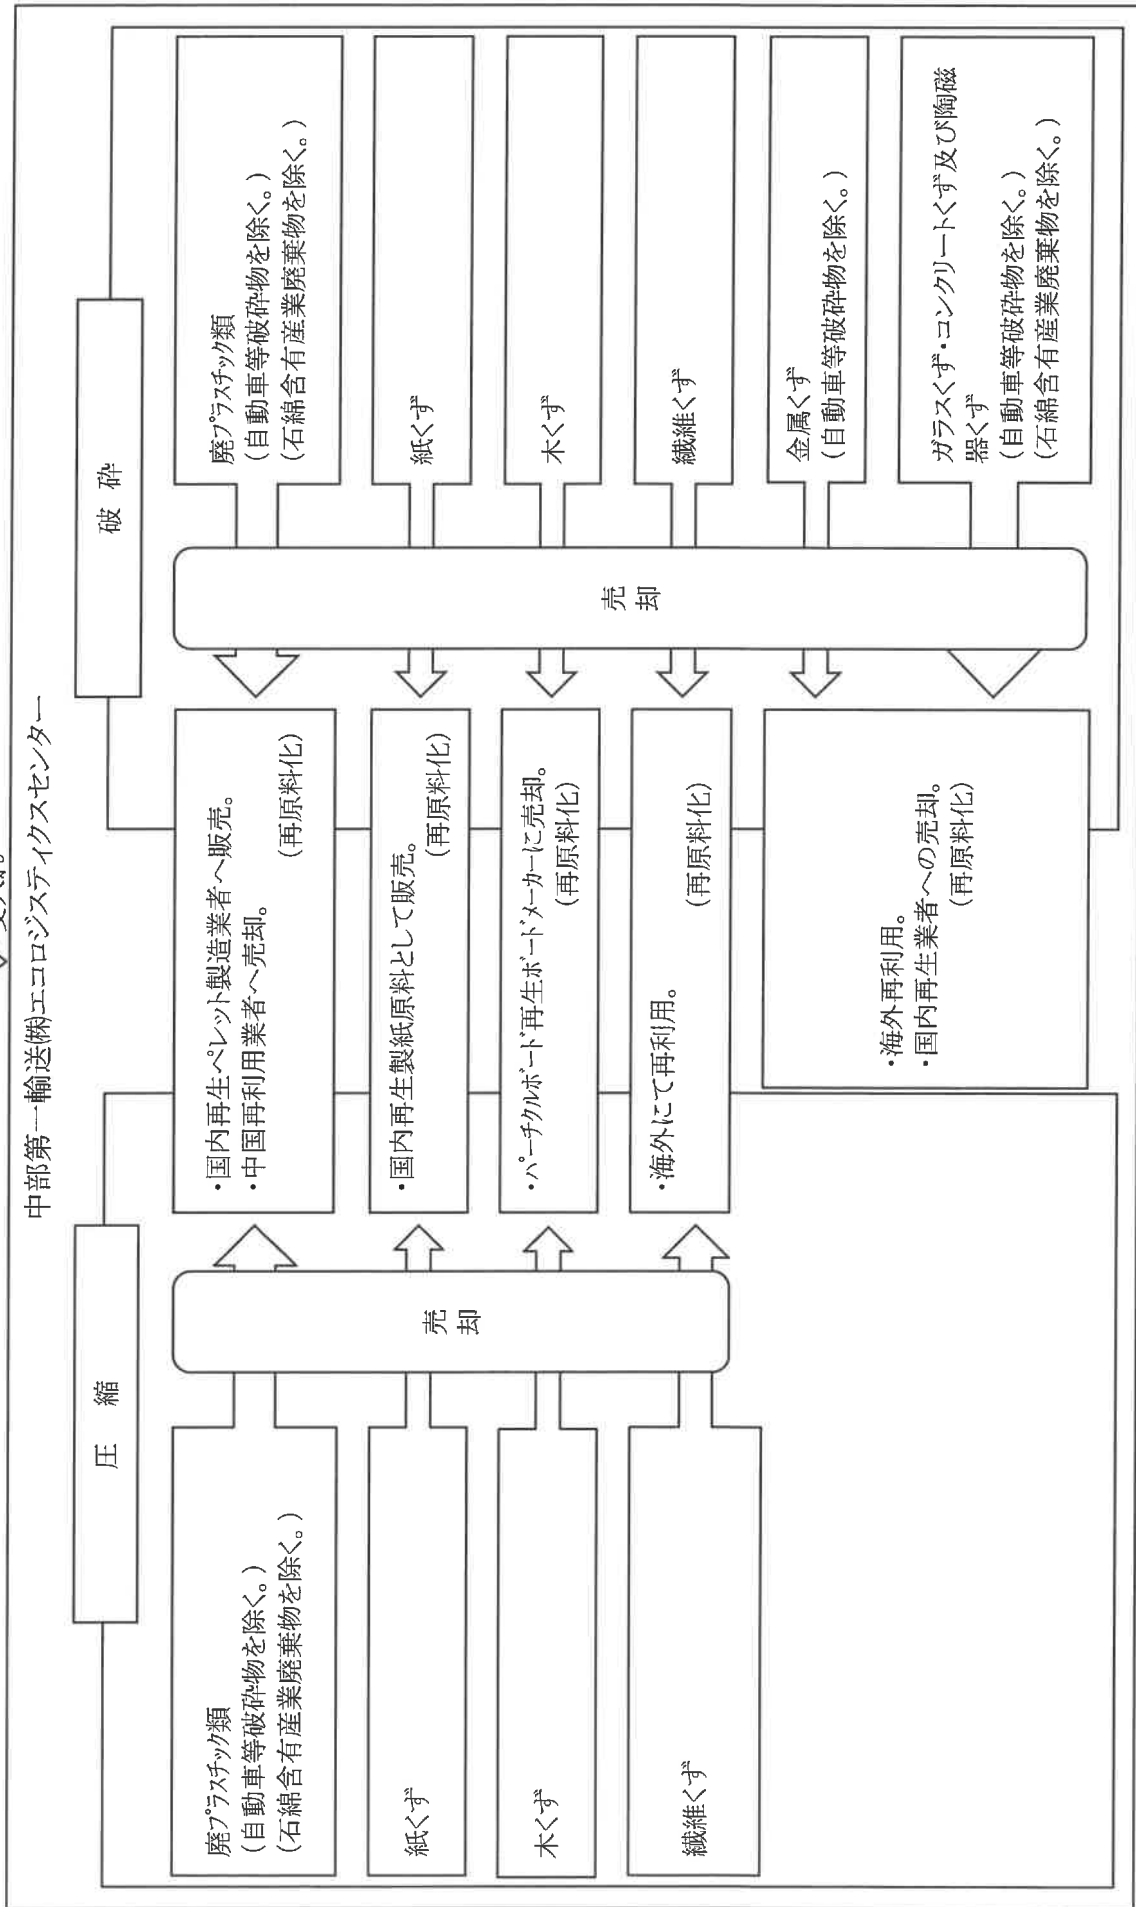 中部第一輸送(株)エコロジスティクスセンター
圧　縮
破　砕
廃プラスチック類
(自動車等破砕物を除く。)
(石綿含有産業廃棄物を除く。)
紙くず
木くず
繊維くず
売
却
・国内再生ペレット製造業者へ販売。
・中国再利用業者へ売却。
(再原料化)
・国内再生製紙原料として販売。
(再原料化)
・パーチクルボード再生ボードメーカーに売却。
(再原料化)
・海外にて再利用。
(再原料化)
・海外再利用。
・国内再生業者への売却。
(再原料化)
売
却
廃プラスチック類
(自動車等破砕物を除く。)
(石綿含有産業廃棄物を除く。)
紙くず
木くず
繊維くず
金属くず
(自動車等破砕物を除く。)
ガラスくず・コンクリートくず及び陶磁
器くず
(自動車等破砕物を除く。)
(石綿含有産業廃棄物を除く。)